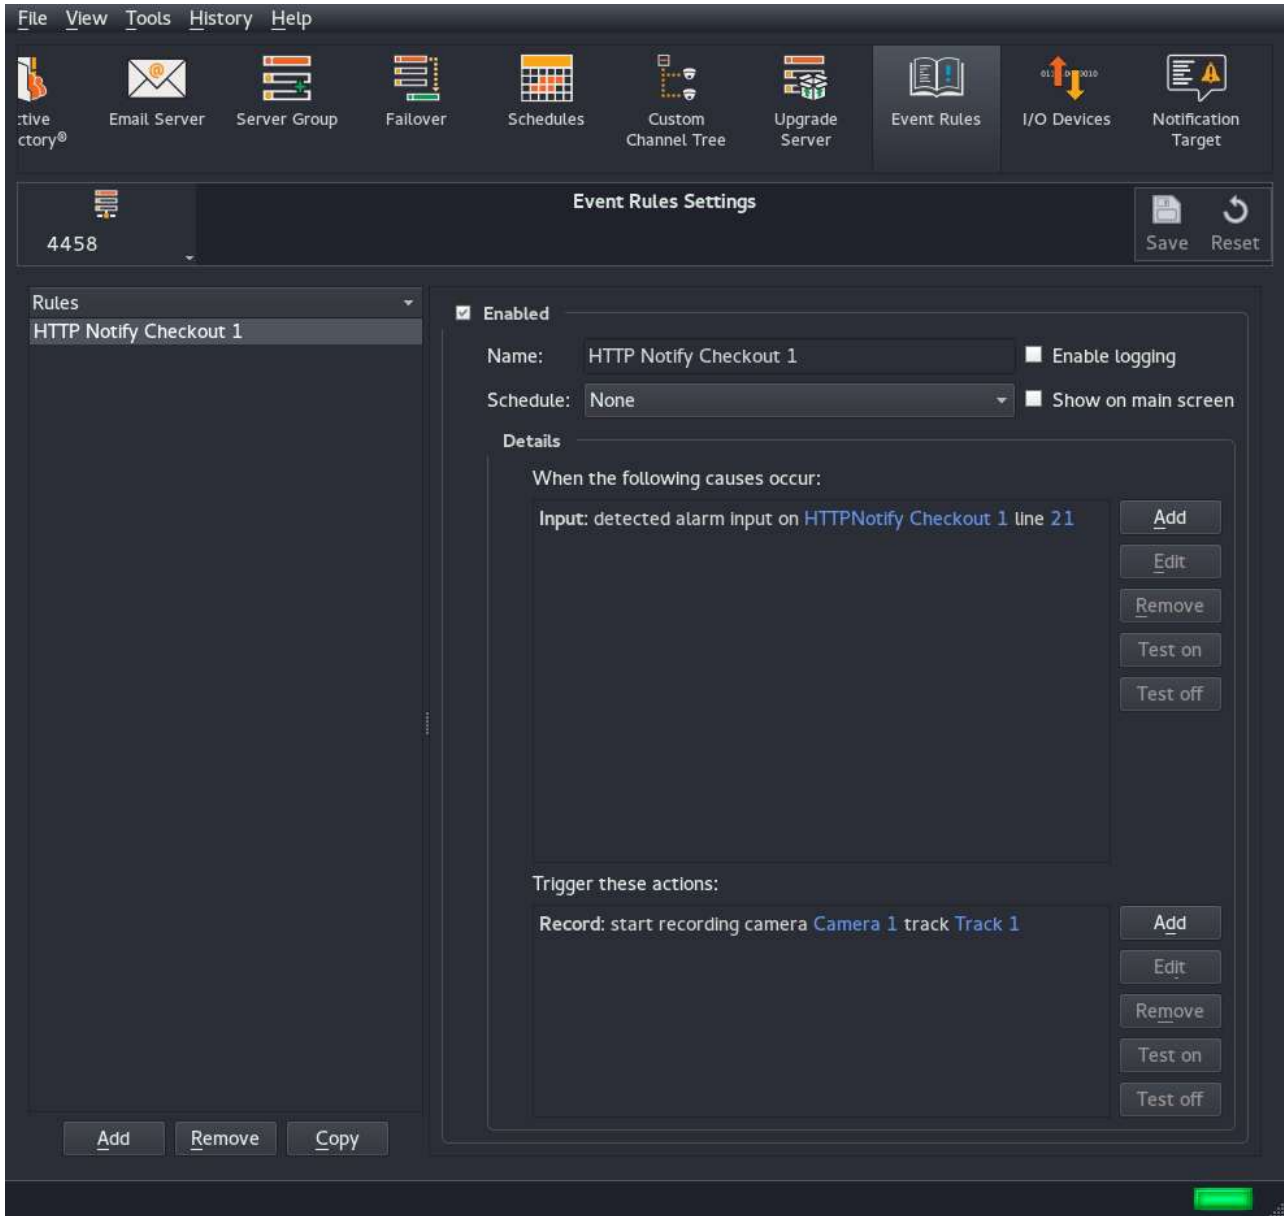 File View Tools History Help
ctive
ctory®
Email Server
Server Group
Failover
Schedules
Custom
Channel Tree
Upgrade
Server
Event Rules
I/O Devices
Notification
Target
4458
Event Rules Settings
Save Reset
Rules
HTTP Notify Checkout 1
Enabled
Name: HTTP Notify Checkout 1 Enable logging
Schedule: None Show on main screen
Details
When the following causes occur:
Input: detected alarm input on HTTPNotify Checkout 1 line 21
Add
Edit
Remove
Test on
Test off
Trigger these actions:
Record: start recording camera Camera 1 track Track 1
Add
Edit
Remove
Test on
Test off
Add Remove Copy